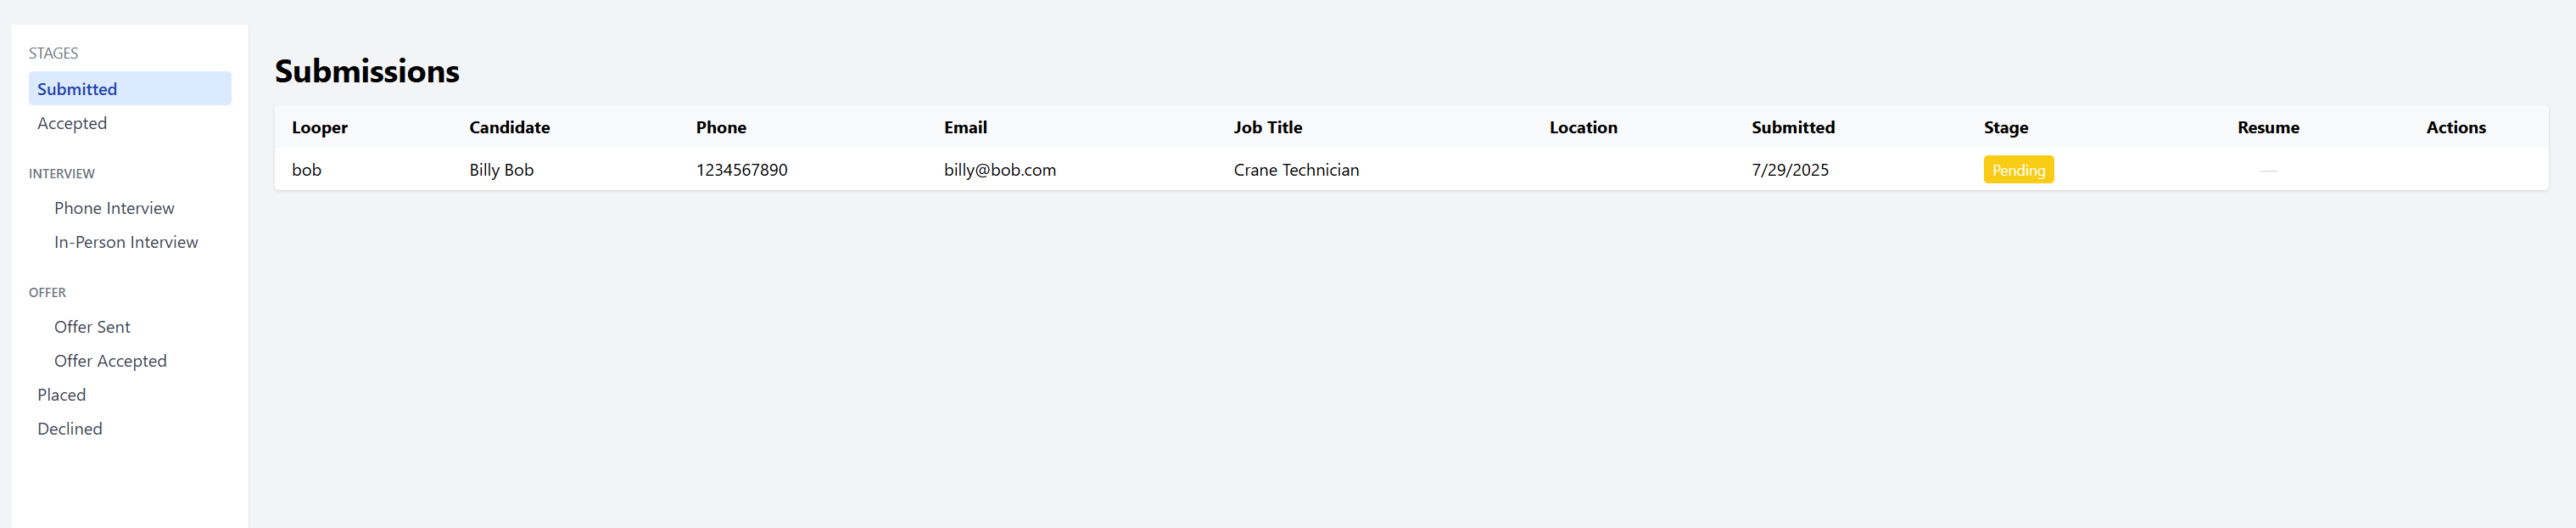 STAGES
Submitted
Accepted
INTERVIEW
Phone Interview
In-Person Interview
OFFER
Offer Sent
Offer Accepted
Placed
Declined
Submissions
Looper Candidate Phone Email Job Title Location Submitted Stage Resume Actions
bob Billy Bob 1234567890 billy@bob.com Crane Technician 7/29/2025 Pending —